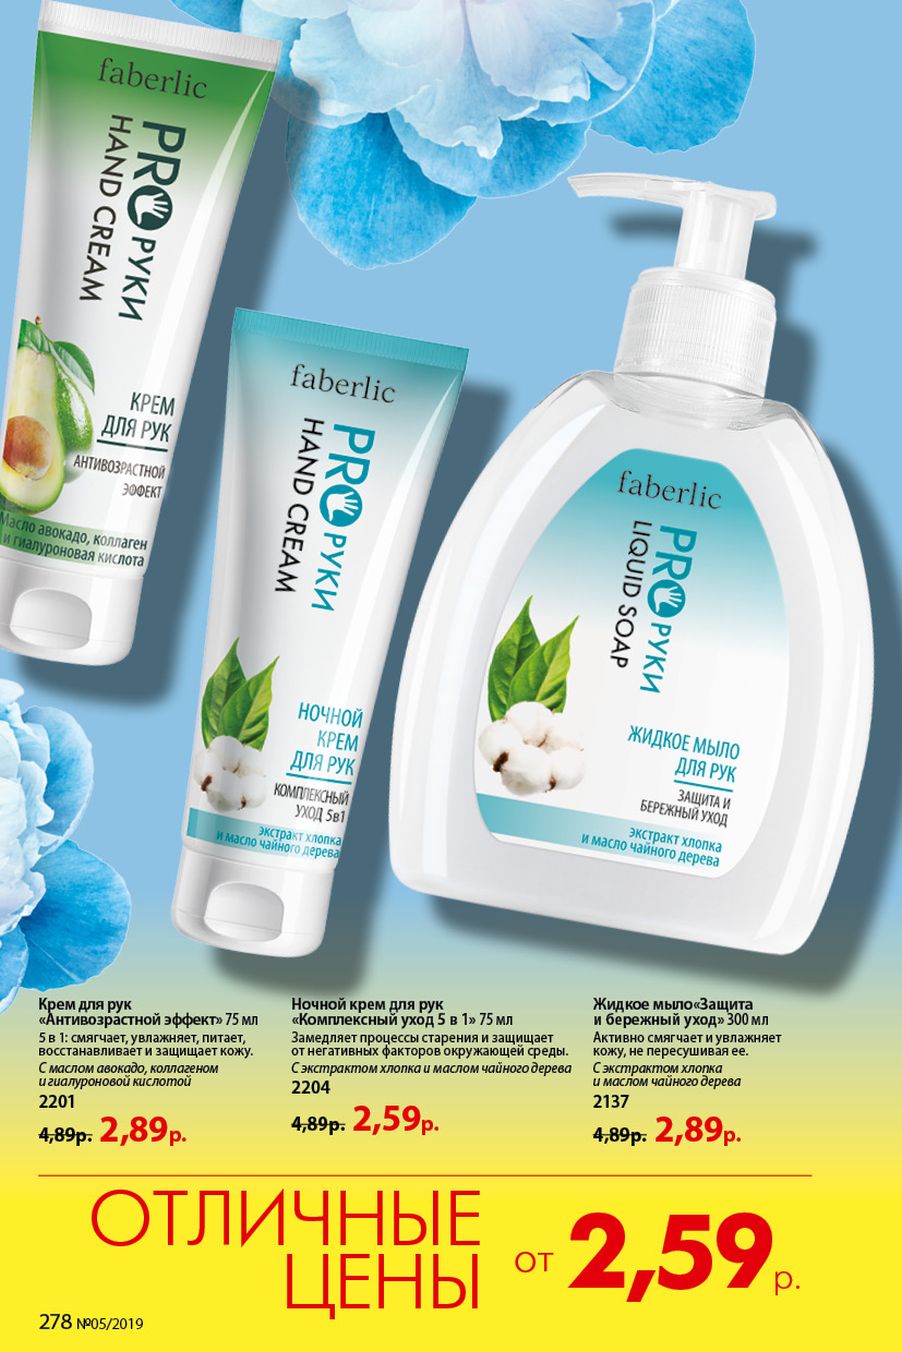 faberlic
PRO РУКИ
HAND CREAM
КРЕМ
ДЛЯ РУК
АНТИВОЗРАСТНОЙ
ЭФФЕКТ
Масло авокадо, коллаген
и гиалуроновая кислота
faberlic
PRO РУКИ
HAND CREAM
НОЧНОЙ
КРЕМ
ДЛЯ РУК
КОМПЛЕКСНЫЙ
УХОД 5в1
экстракт хлопка
и масло чайного дерева
faberlic
PRO РУКИ
LIQUID SOAP
ЖИДКОЕ МЫЛО
ДЛЯ РУК
ЗАЩИТА И
БЕРЕЖНЫЙ УХОД
экстракт хлопка
и масло чайного дерева
Крем для рук
«Антивозрастной эффект» 75 мл
5 в 1: смягчает, увлажняет, питает,
восстанавливает и защищает кожу.
С маслом авокадо, коллагеном
и гиалуроновой кислотой
2201
4,89р. 2,89р.
Ночной крем для рук
«Комплексный уход 5 в 1» 75 мл
Замедляет процессы старения и защищает
от негативных факторов окружающей среды.
С экстрактом хлопка и маслом чайного дерева
2204
4,89р. 2,59р.
Жидкое мыло«Защита
и бережный уход» 300 мл
Активно смягчает и увлажняет
кожу, не пересушивая ее.
С экстрактом хлопка
и маслом чайного дерева
2137
4,89р. 2,89р.
ОТЛИЧНЫЕ
ЦЕНЫ
от 2,59 р.
278 №05/2019